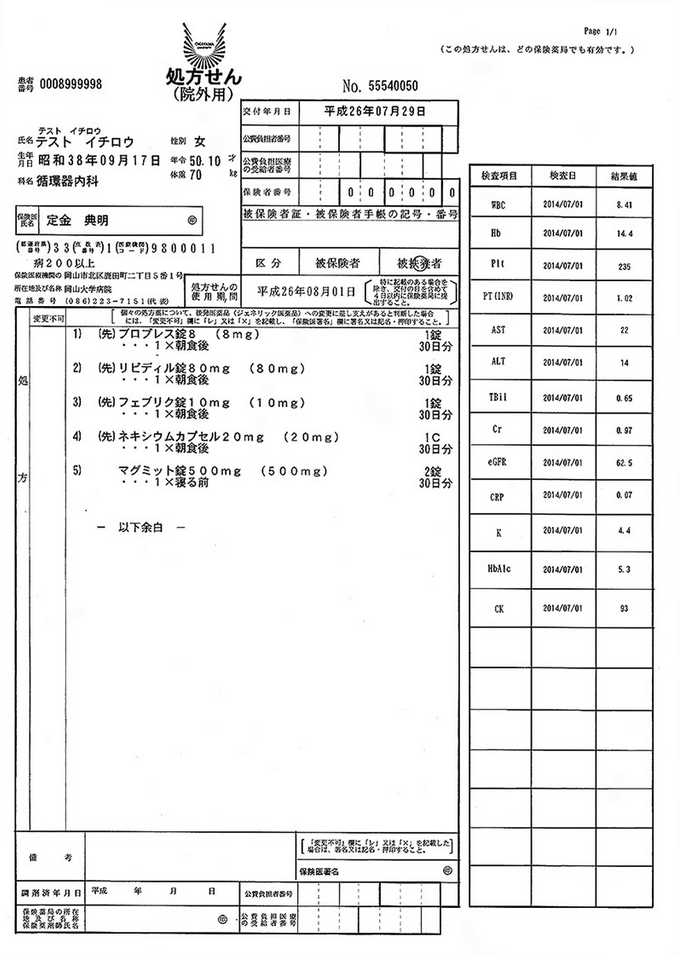 Page 1/1
(この処方せんは、どの保険薬局でも有効です。)
処方せん
(院外用)
患者番号 0008999998
No. 55540050
交付年月日 平成26年07月29日
テスト イチロウ
氏名 テスト イチロウ 性別 女
生年月日 昭和38年09月17日 年令 50.10 才
体重 70 kg
科名 循環器内科
公費負担者番号
公費負担医療の受給者番号
保険者番号 0 0 0 0 0
保険医氏名 定金 典明 ㊞
被保険者証・被保険者手帳の記号・番号
都道府県番号 33 点数表番号 1 医療機関コード 9800011
病200以上
区分 被保険者 被扶養者
保険医療機関の 岡山市北区鹿田町二丁目5番1号
所在地及び名称 岡山大学病院
電話番号 (086)223-7151(代表)
処方せんの使用期間 平成26年08月01日
特に記載のある場合を除き、交付の日を含めて4日以内に保険薬局に提出すること。
変更不可
個々の処方薬について、後発医薬品(ジェネリック医薬品)への変更に差し支えがあると判断した場合には、「変更不可」欄に「レ」又は「×」を記載し、「保険医署名」欄に署名又は記名・押印すること。
処方
1) (先)ブロプレス錠8 (8mg) 1錠
・・・1×朝食後 30日分
2) (先)リピディル錠80mg (80mg) 1錠
・・・1×朝食後 30日分
3) (先)フェブリク錠10mg (10mg) 1錠
・・・1×朝食後 30日分
4) (先)ネキシウムカプセル20mg (20mg) 1C
・・・1×朝食後 30日分
5) マグミット錠500mg (500mg) 2錠
・・・1×寝る前 30日分
― 以下余白 ―
備考
「変更不可」欄に「レ」又は「×」を記載した場合は、署名又は記名・押印すること。
保険医署名 ㊞
調剤済年月日 平成 年 月 日
公費負担者番号
保険薬局の所在地及び名称
保険薬剤師氏名 ㊞
公費負担医療の受給者番号
検査項目 検査日 結果値
WBC 2014/07/01 8.41
Hb 2014/07/01 14.4
Plt 2014/07/01 235
PT(INR) 2014/07/01 1.02
AST 2014/07/01 22
ALT 2014/07/01 14
TBil 2014/07/01 0.65
Cr 2014/07/01 0.97
eGFR 2014/07/01 62.5
CRP 2014/07/01 0.07
K 2014/07/01 4.4
HbA1c 2014/07/01 5.3
CK 2014/07/01 93